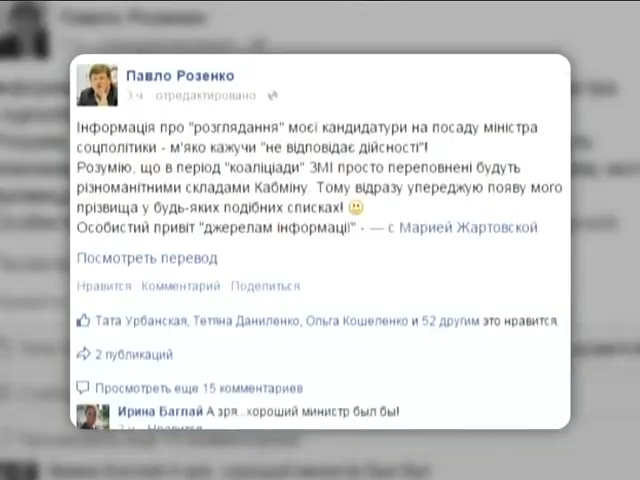 Павло Розенко
3 ч отредактировано
Інформація про "розглядання" моєї кандидатури на посаду міністра
соцполітики - м'яко кажучи "не відповідає дійсності"!
Розумію, що в період "коаліціади" ЗМІ просто переповнені будуть
різноманітними складами Кабміну. Тому відразу упереджую появу мого
прізвища у будь-яких подібних списках! 🙂
Особистий привіт "джерелам інформації" - — с Марией Жартовской
Посмотреть перевод
Нравится Комментарий Поделиться
Тата Урбанская, Тетяна Даниленко, Ольга Кошеленко и 52 другим это нравится.
2 публикаций
Просмотреть еще 15 комментариев
Ирина Баглай А зря...хороший министр был бы!